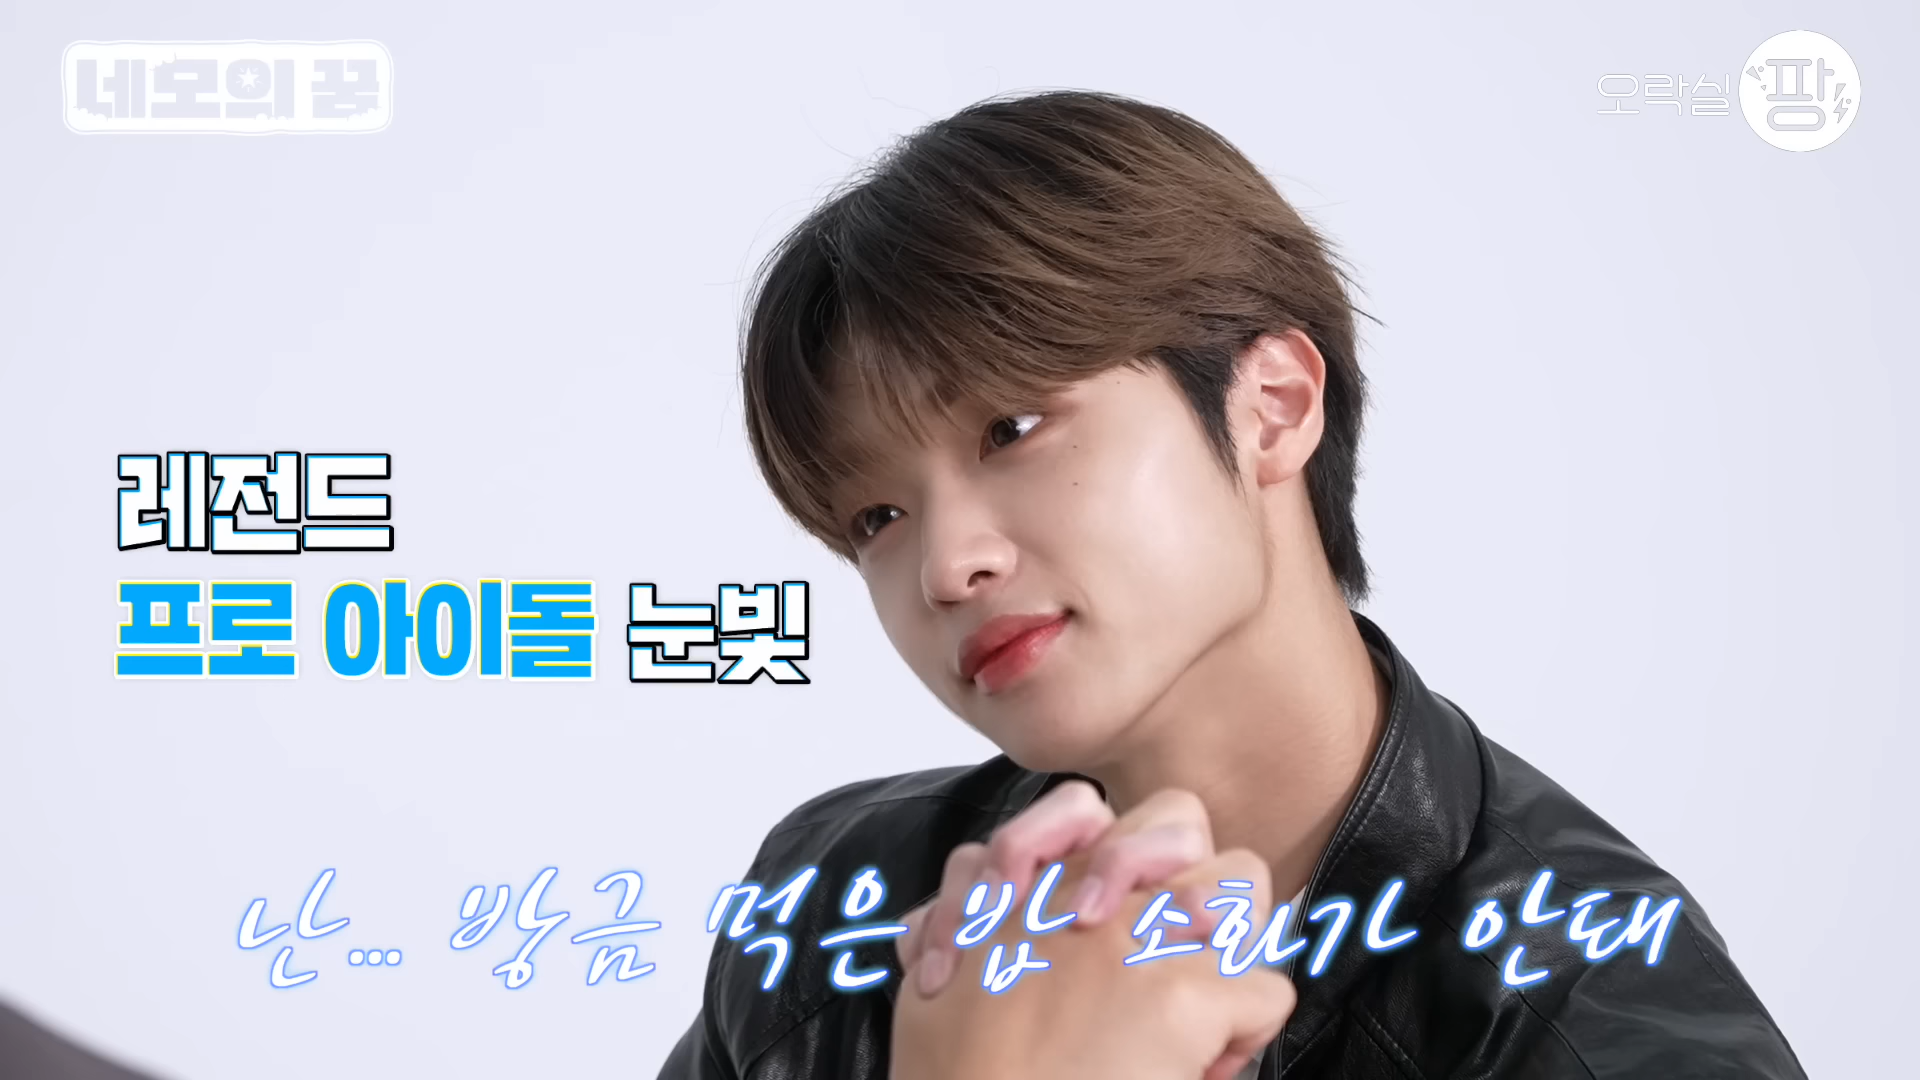 네모의 꿈
오락실 팡
레전드
프로 아이돌 눈빛
난... 방금 먹은 밥 소화가 안돼